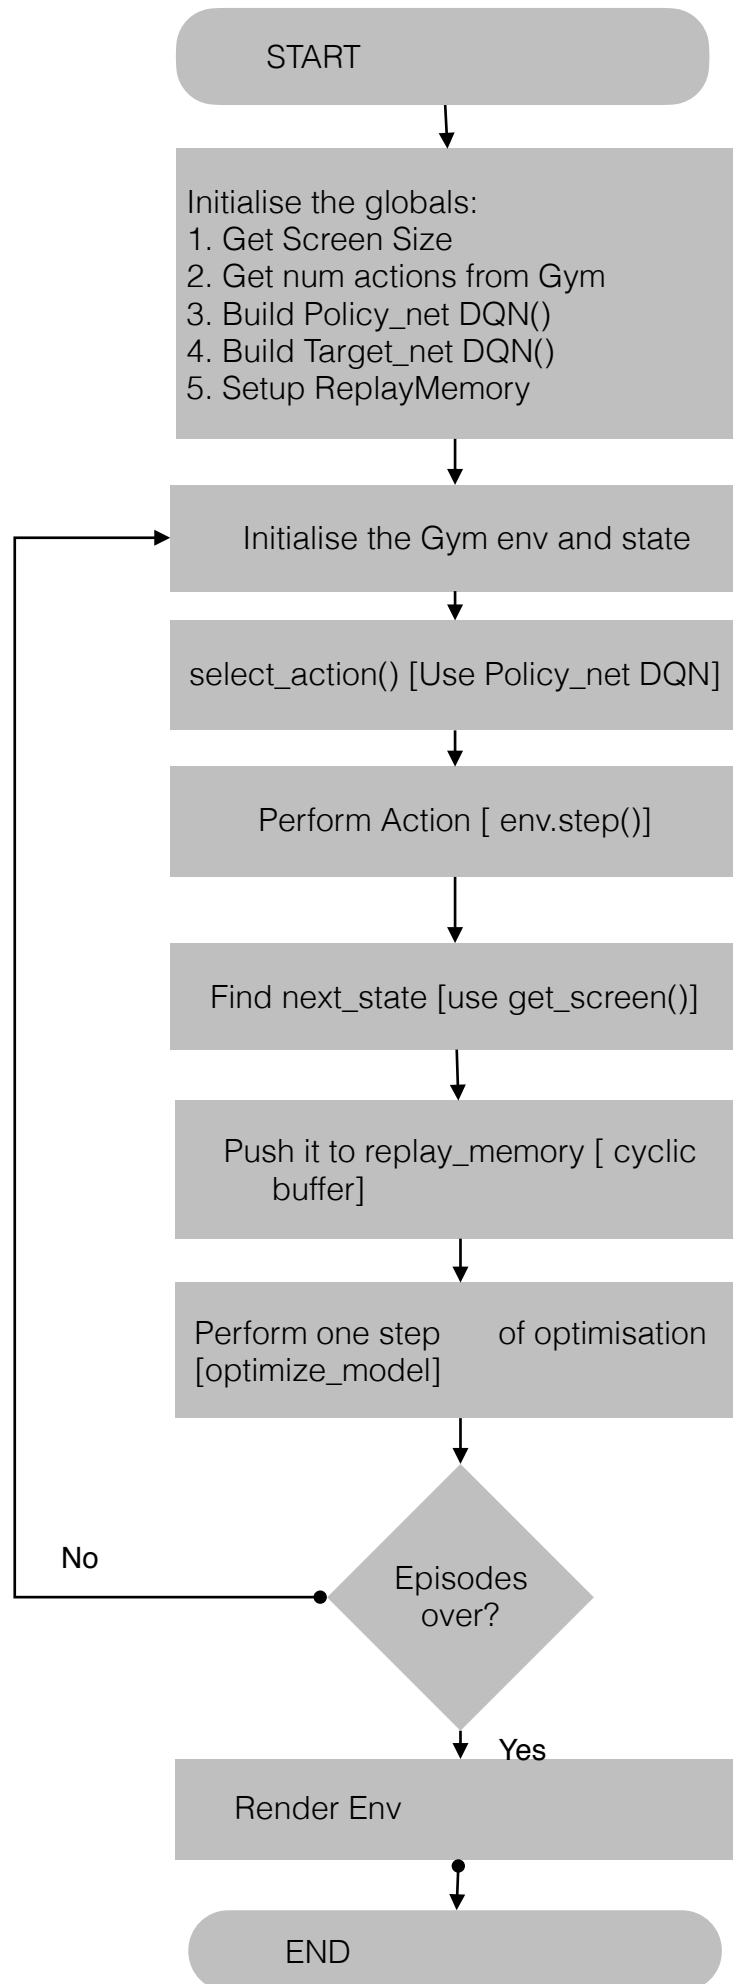 START
Initialise the globals:
1. Get Screen Size
2. Get num actions from Gym
3. Build Policy_net DQN()
4. Build Target_net DQN()
5. Setup ReplayMemory
Initialise the Gym env and state
select_action() [Use Policy_net DQN]
Perform Action [ env.step()]
Find next_state [use get_screen()]
Push it to replay_memory [ cyclic
buffer]
Perform one step of optimisation
[optimize_model]
No
Episodes
over?
Yes
Render Env
END